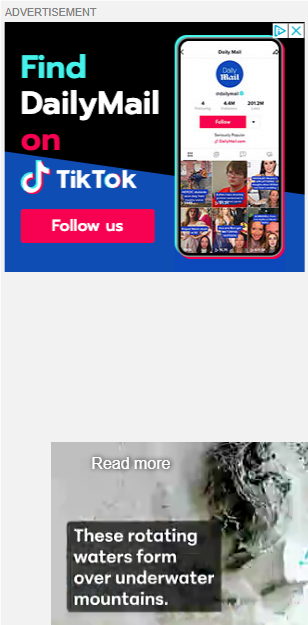 ADVERTISEMENT
Find
DailyMail
on
TikTok
Follow us
Daily Mail
Daily
Mail
@dailymail
4
4.4M
201.2M
Following
Followers
Likes
Follow
Seriously Popular
DailyMail.com
Read more
These rotating
waters form
over underwater
mountains.